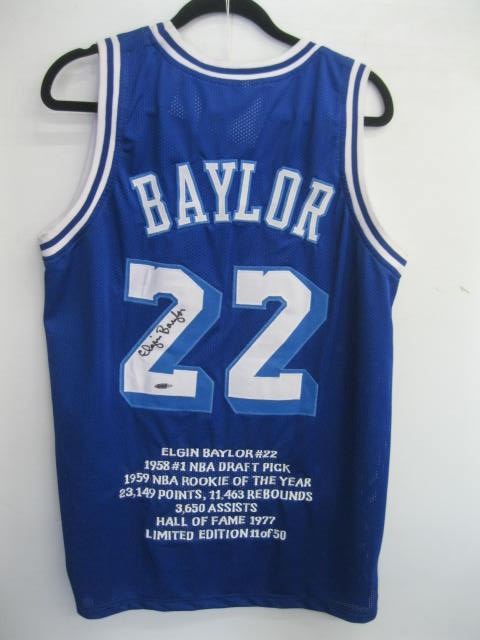 BAYLOR
22
Elgin Baylor
ELGIN BAYLOR #22
1958 #1 NBA DRAFT PICK
1959 NBA ROOKIE OF THE YEAR
23,149 POINTS, 11,463 REBOUNDS
3,650 ASSISTS
HALL OF FAME 1977
LIMITED EDITION 11 of 50